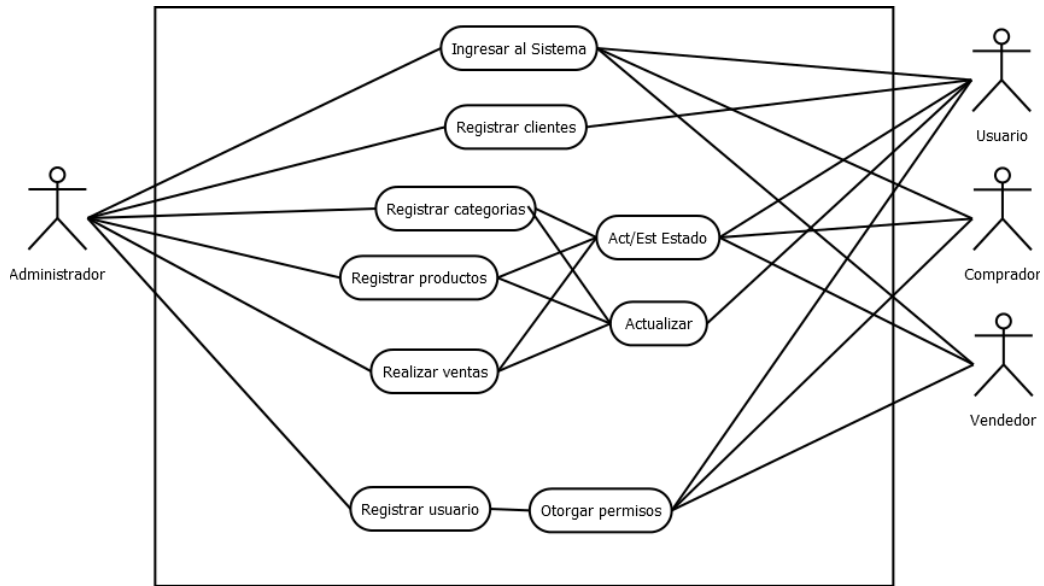 Ingresar al Sistema
Usuario
Registrar clientes
Administrador
Registrar categorias
Act/Est Estado
Comprador
Registrar productos
Actualizar
Realizar ventas
Vendedor
Registrar usuario
Otorgar permisos